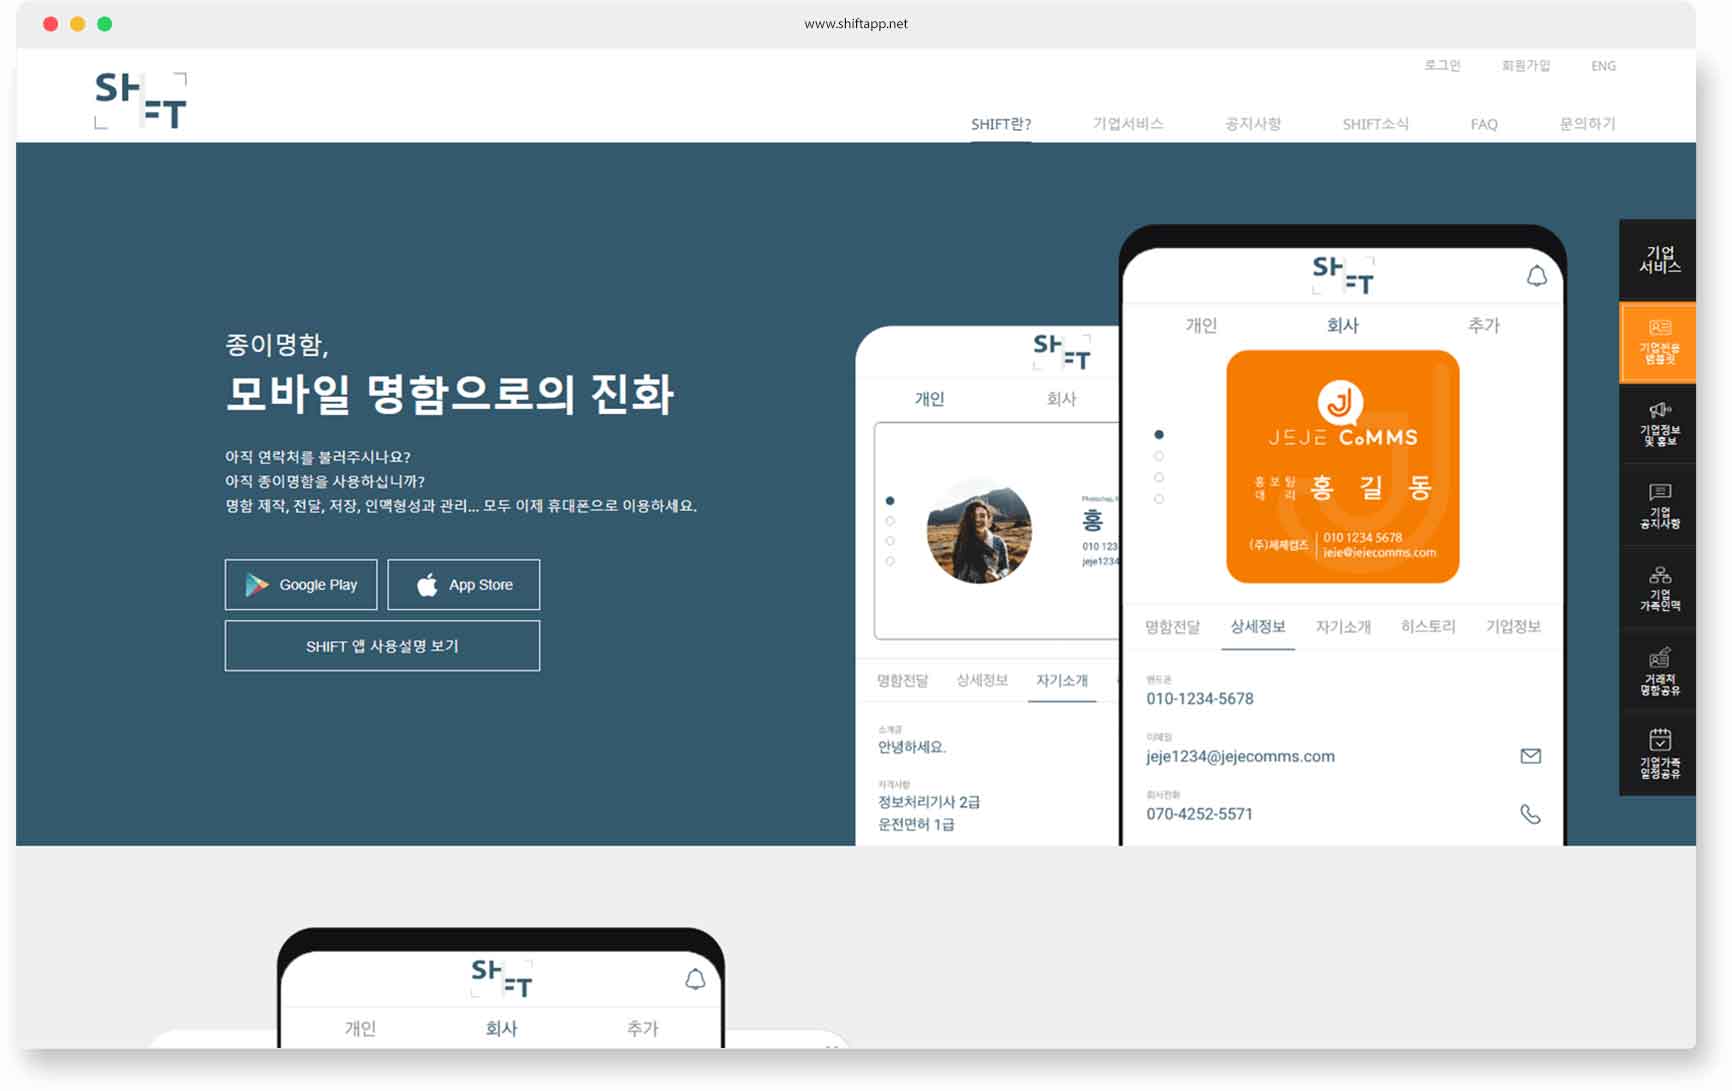 www.shiftapp.net
로그인 회원가입 ENG
SHIFT
SHIFT란? 기업서비스 공지사항 SHIFT소식 FAQ 문의하기
종이명함,
모바일 명함으로의 진화
아직 연락처를 불러주시나요?
아직 종이명함을 사용하십니까?
명함 제작, 전달, 저장, 인맥형성과 관리... 모두 이제 휴대폰으로 이용하세요.
Google Play
App Store
SHIFT 앱 사용설명 보기
SHIFT
개인 회사
홍
010 123
jeje1234
명함전달 상세정보 자기소개
소개글
안녕하세요.
자격사항
정보처리기사 2급
운전면허 1급
SHIFT
개인 회사 추가
JEJE CoMMS
홍보팀
대리
홍 길 동
(주)제제컴즈
010 1234 5678
jeje@jejecomms.com
명함전달 상세정보 자기소개 히스토리 기업정보
핸드폰
010-1234-5678
이메일
jeje1234@jejecomms.com
회사전화
070-4252-5571
기업
서비스
기업전용
템플릿
기업정보
및 홍보
기업
공지사항
기업
가족인맥
거래처
명함공유
기업가족
일정공유
SHIFT
개인 회사 추가